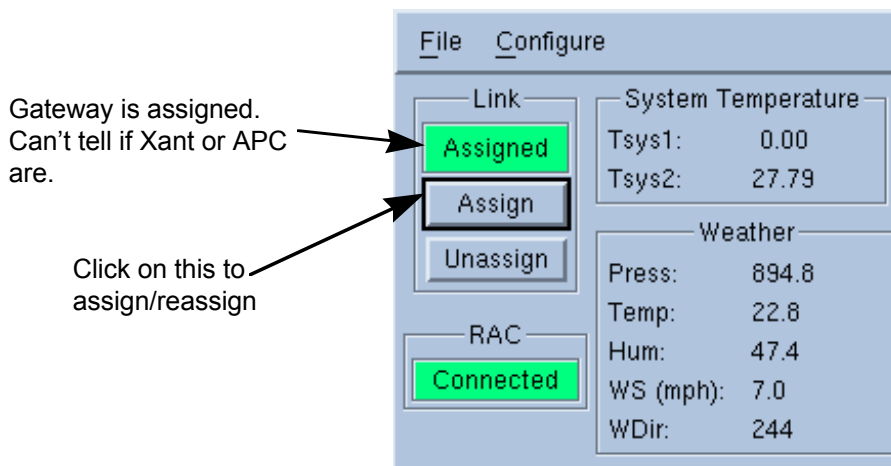 File Configure
Gateway is assigned.
Can't tell if Xant or APC
are.
Click on this to
assign/reassign
Link
Assigned
Assign
Unassign
RAC
Connected
System Temperature
Tsys1: 0.00
Tsys2: 27.79
Weather
Press: 894.8
Temp: 22.8
Hum: 47.4
WS (mph): 7.0
WDir: 244